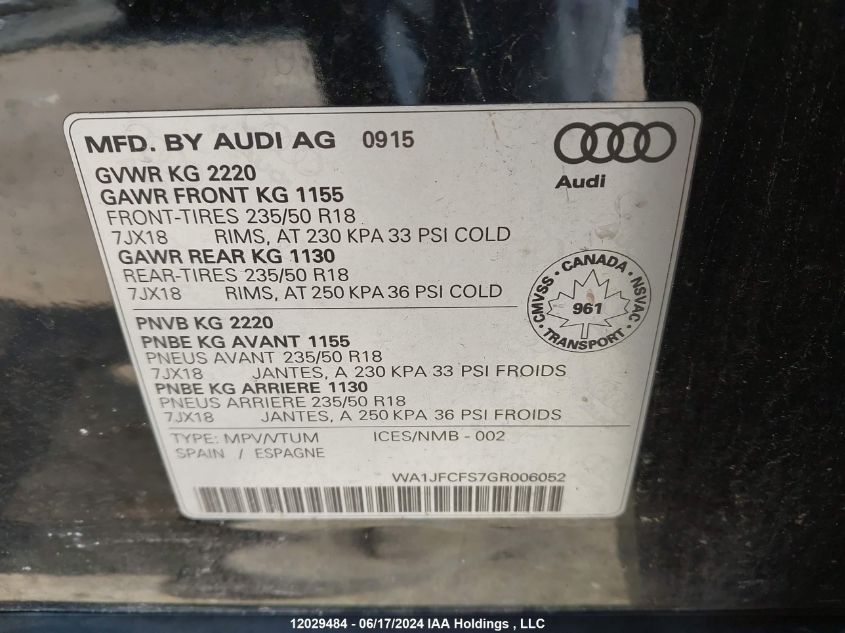 MFD. BY AUDI AG 0915
Audi
GVWR KG 2220
GAWR FRONT KG 1155
FRONT-TIRES 235/50 R18
7JX18 RIMS, AT 230 KPA 33 PSI COLD
GAWR REAR KG 1130
REAR-TIRES 235/50 R18
7JX18 RIMS, AT 250 KPA 36 PSI COLD
CMVSS - CANADA - NSVAC
961
TRANSPORT
PNVB KG 2220
PNBE KG AVANT 1155
PNEUS AVANT 235/50 R18
7JX18 JANTES, A 230 KPA 33 PSI FROIDS
PNBE KG ARRIERE 1130
PNEUS ARRIERE 235/50 R18
7JX18 JANTES, A 250 KPA 36 PSI FROIDS
TYPE: MPV/VTUM ICES/NMB - 002
SPAIN / ESPAGNE
WA1JFCFS7GR006052
12029484 - 06/17/2024 IAA Holdings , LLC